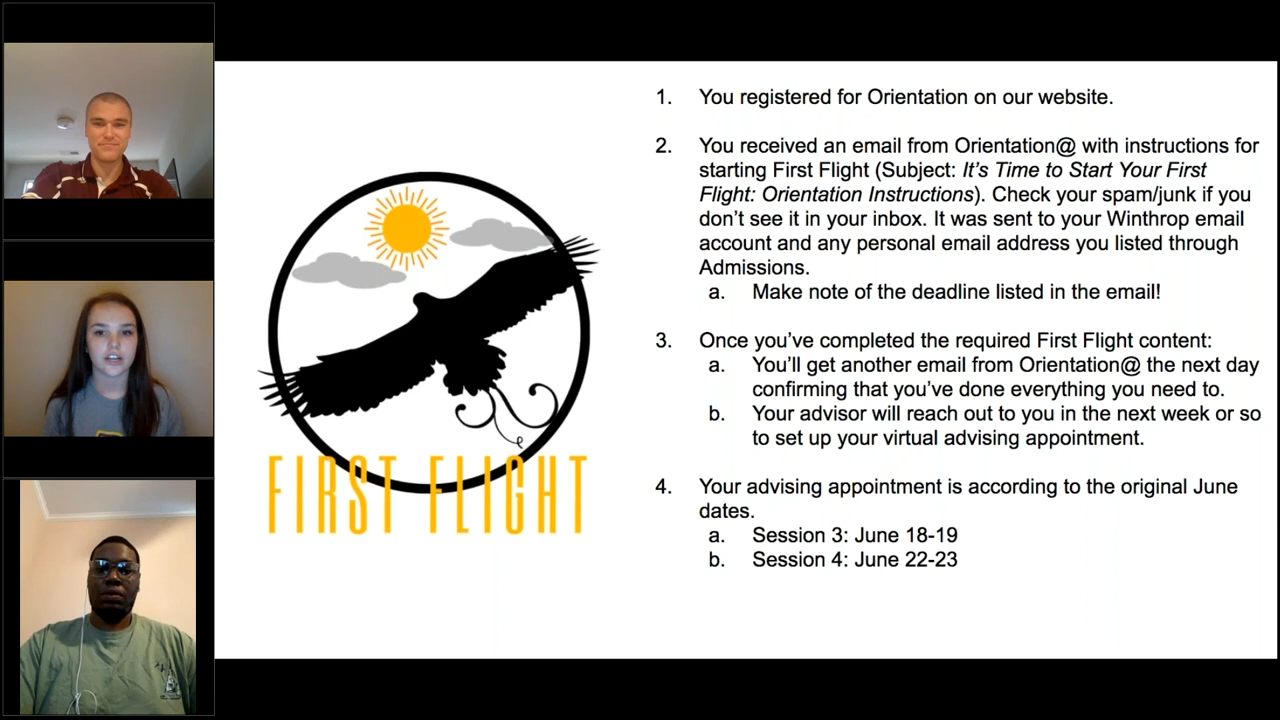 1. You registered for Orientation on our website.
2. You received an email from Orientation@ with instructions for
starting First Flight (Subject: It's Time to Start Your First
Flight: Orientation Instructions). Check your spam/junk if you
don't see it in your inbox. It was sent to your Winthrop email
account and any personal email address you listed through
Admissions.
a. Make note of the deadline listed in the email!
3. Once you've completed the required First Flight content:
a. You'll get another email from Orientation@ the next day
confirming that you've done everything you need to.
b. Your advisor will reach out to you in the next week or so
to set up your virtual advising appointment.
4. Your advising appointment is according to the original June
dates.
a. Session 3: June 18-19
b. Session 4: June 22-23
FIRST FLIGHT